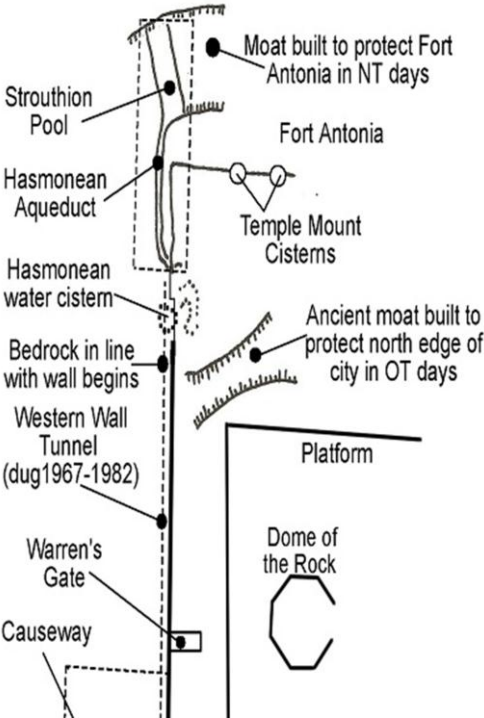 Moat built to protect Fort
Antonia in NT days
Strouthion
Pool
Fort Antonia
Hasmonean
Aqueduct
Temple Mount
Cisterns
Hasmonean
water cistern
Ancient moat built to
protect north edge of
city in OT days
Bedrock in line
with wall begins
Western Wall
Tunnel
(dug1967-1982)
Platform
Dome of
the Rock
Warren's
Gate
Causeway